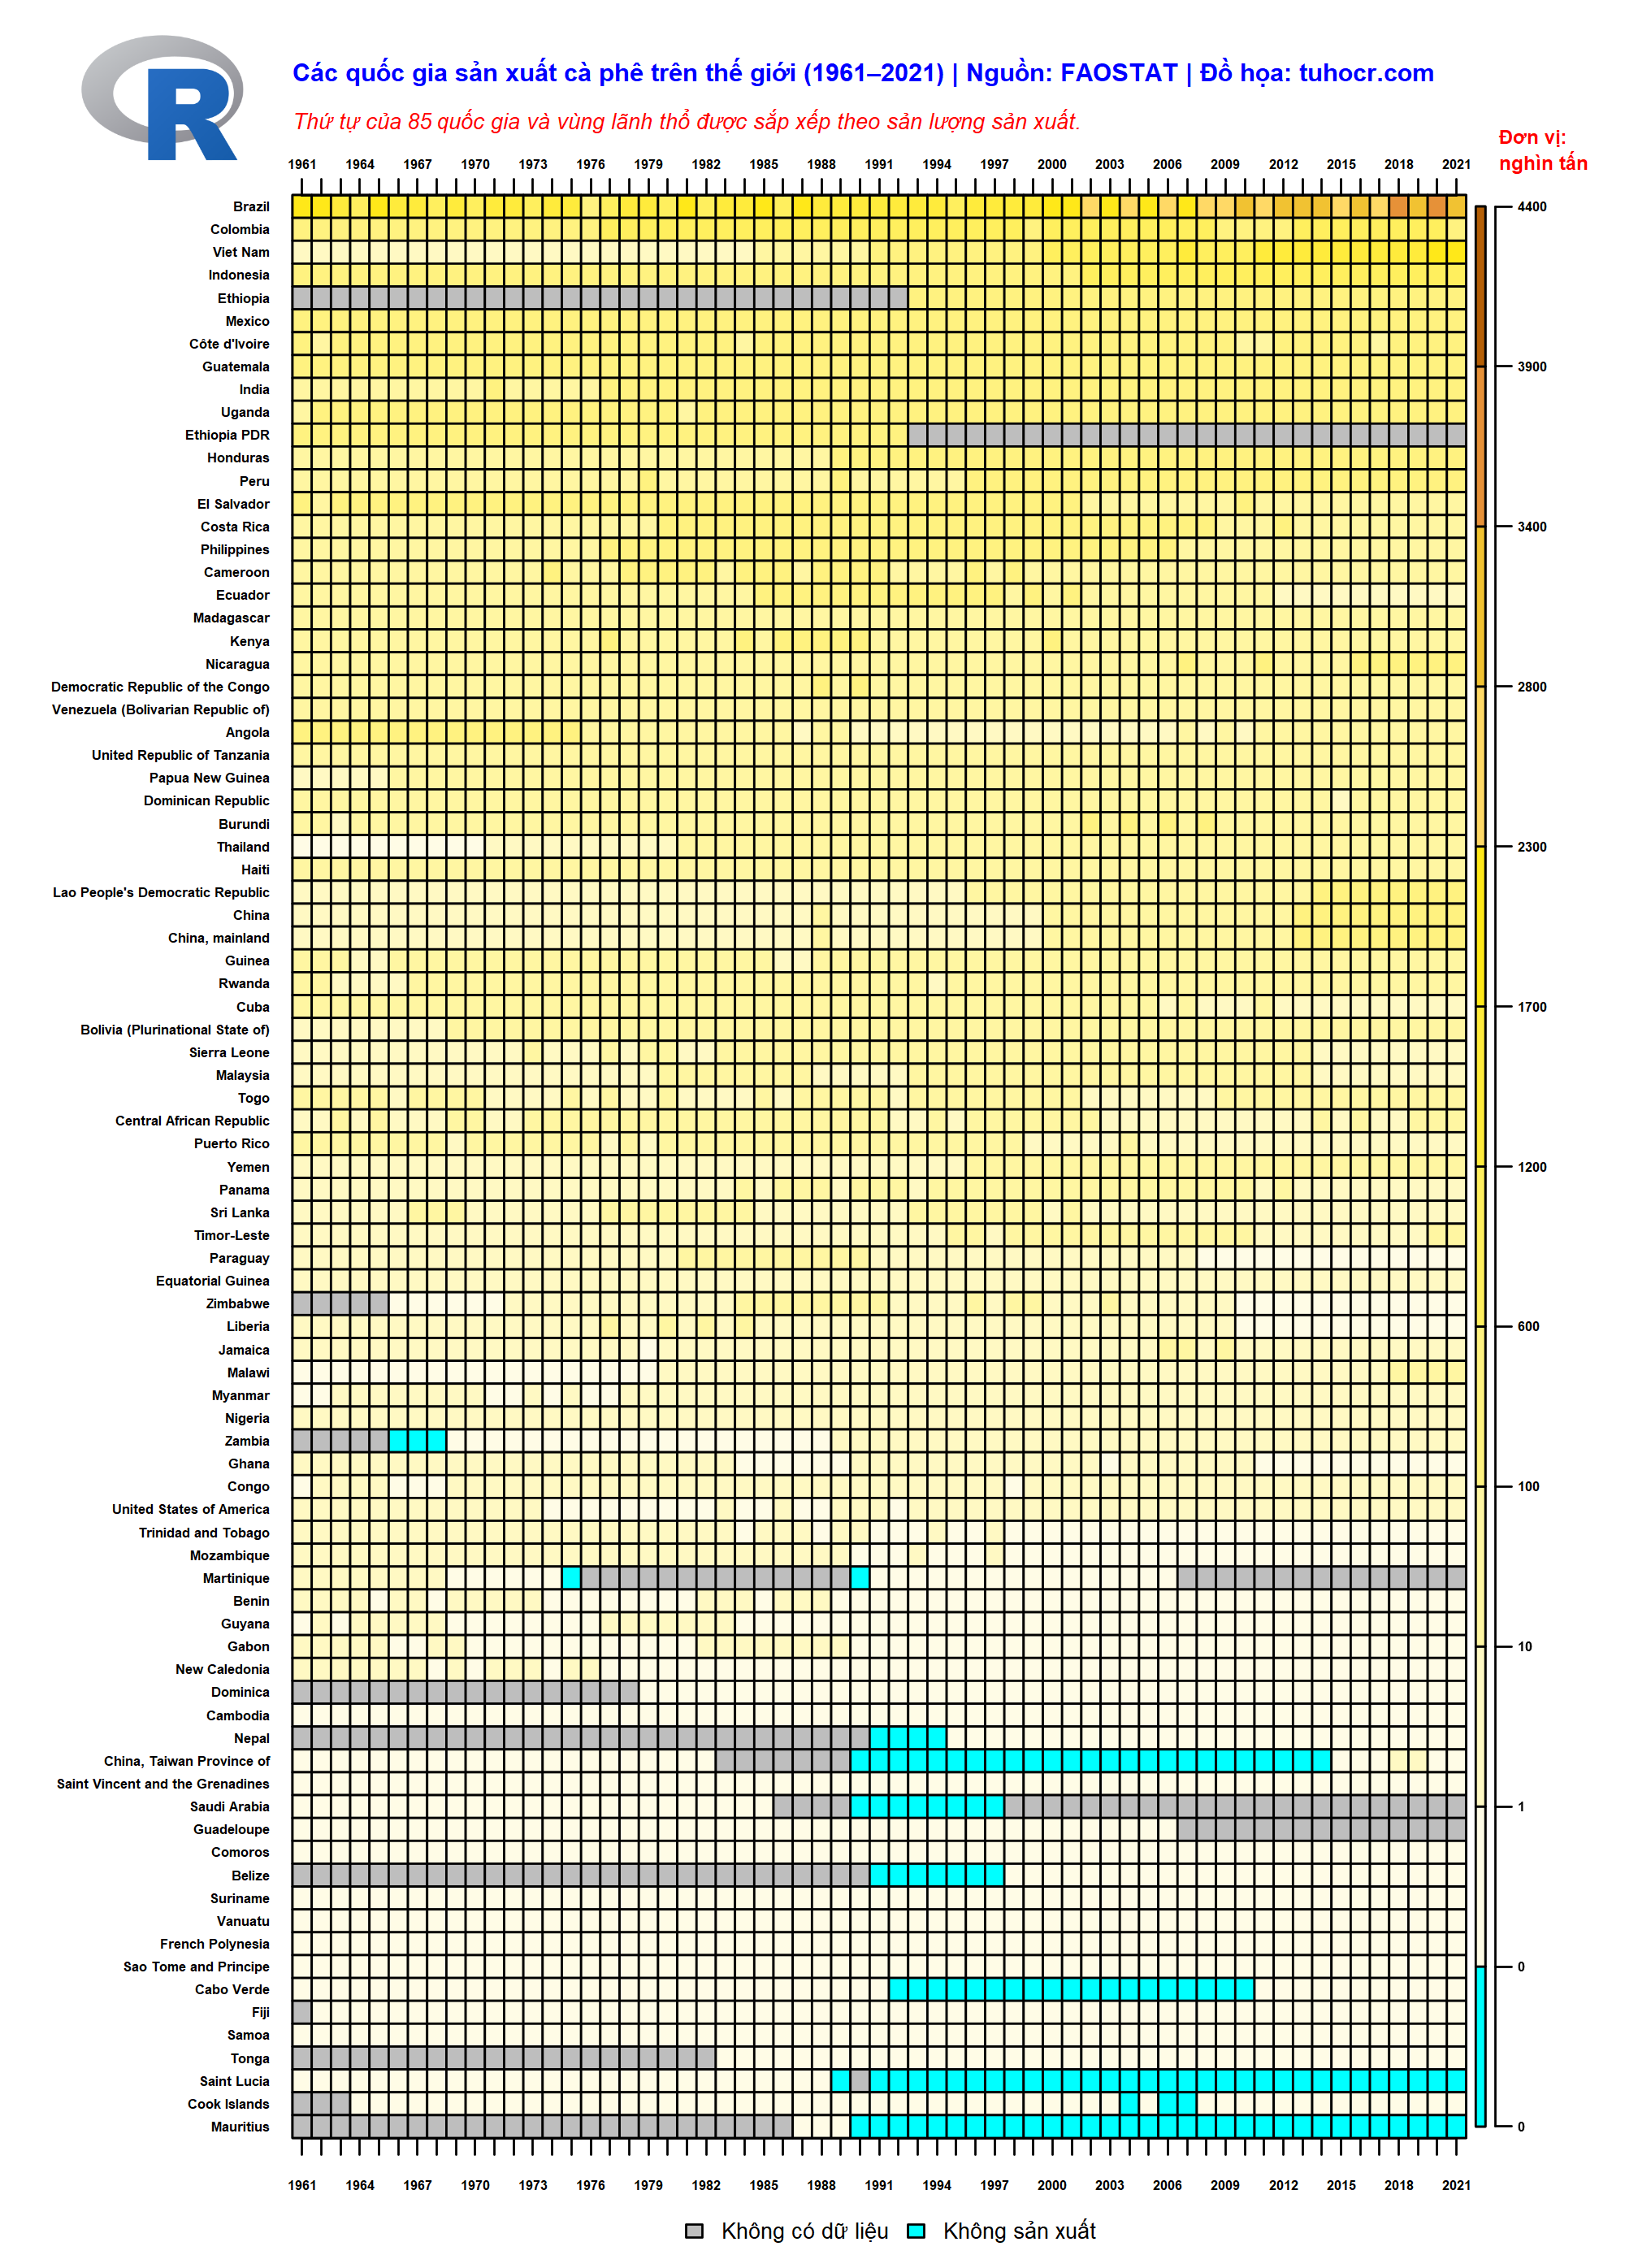 R
Các quốc gia sản xuất cà phê trên thế giới (1961–2021) | Nguồn: FAOSTAT | Đồ họa: tuhocr.com
Thứ tự của 85 quốc gia và vùng lãnh thổ được sắp xếp theo sản lượng sản xuất.
Đơn vị:
nghìn tấn
1961 1964 1967 1970 1973 1976 1979 1982 1985 1988 1991 1994 1997 2000 2003 2006 2009 2012 2015 2018 2021
Brazil
Colombia
Viet Nam
Indonesia
Ethiopia
Mexico
Côte d'Ivoire
Guatemala
India
Uganda
Ethiopia PDR
Honduras
Peru
El Salvador
Costa Rica
Philippines
Cameroon
Ecuador
Madagascar
Kenya
Nicaragua
Democratic Republic of the Congo
Venezuela (Bolivarian Republic of)
Angola
United Republic of Tanzania
Papua New Guinea
Dominican Republic
Burundi
Thailand
Haiti
Lao People's Democratic Republic
China
China, mainland
Guinea
Rwanda
Cuba
Bolivia (Plurinational State of)
Sierra Leone
Malaysia
Togo
Central African Republic
Puerto Rico
Yemen
Panama
Sri Lanka
Timor-Leste
Paraguay
Equatorial Guinea
Zimbabwe
Liberia
Jamaica
Malawi
Myanmar
Nigeria
Zambia
Ghana
Congo
United States of America
Trinidad and Tobago
Mozambique
Martinique
Benin
Guyana
Gabon
New Caledonia
Dominica
Cambodia
Nepal
China, Taiwan Province of
Saint Vincent and the Grenadines
Saudi Arabia
Guadeloupe
Comoros
Belize
Suriname
Vanuatu
French Polynesia
Sao Tome and Principe
Cabo Verde
Fiji
Samoa
Tonga
Saint Lucia
Cook Islands
Mauritius
4400
3900
3400
2800
2300
1700
1200
600
100
10
1
0
0
1961 1964 1967 1970 1973 1976 1979 1982 1985 1988 1991 1994 1997 2000 2003 2006 2009 2012 2015 2018 2021
Không có dữ liệu Không sản xuất